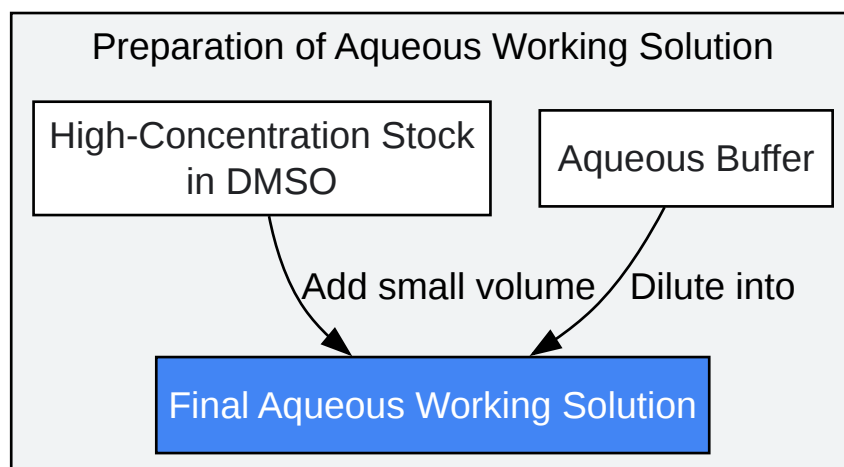 Preparation of Aqueous Working Solution
High-Concentration Stock
in DMSO
Aqueous Buffer
Add small volume
Dilute into
Final Aqueous Working Solution